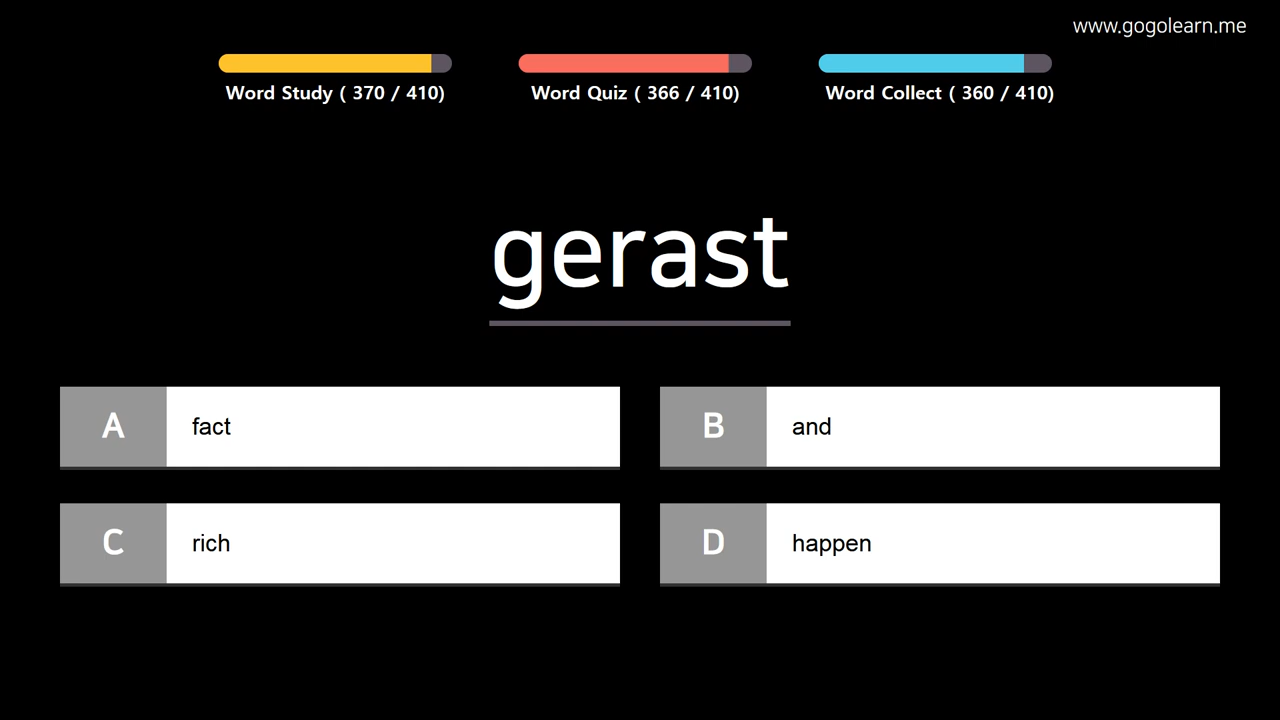 www.gogolearn.me
Word Study ( 370 / 410)
Word Quiz ( 366 / 410)
Word Collect ( 360 / 410)
gerast
A fact
B and
C rich
D happen